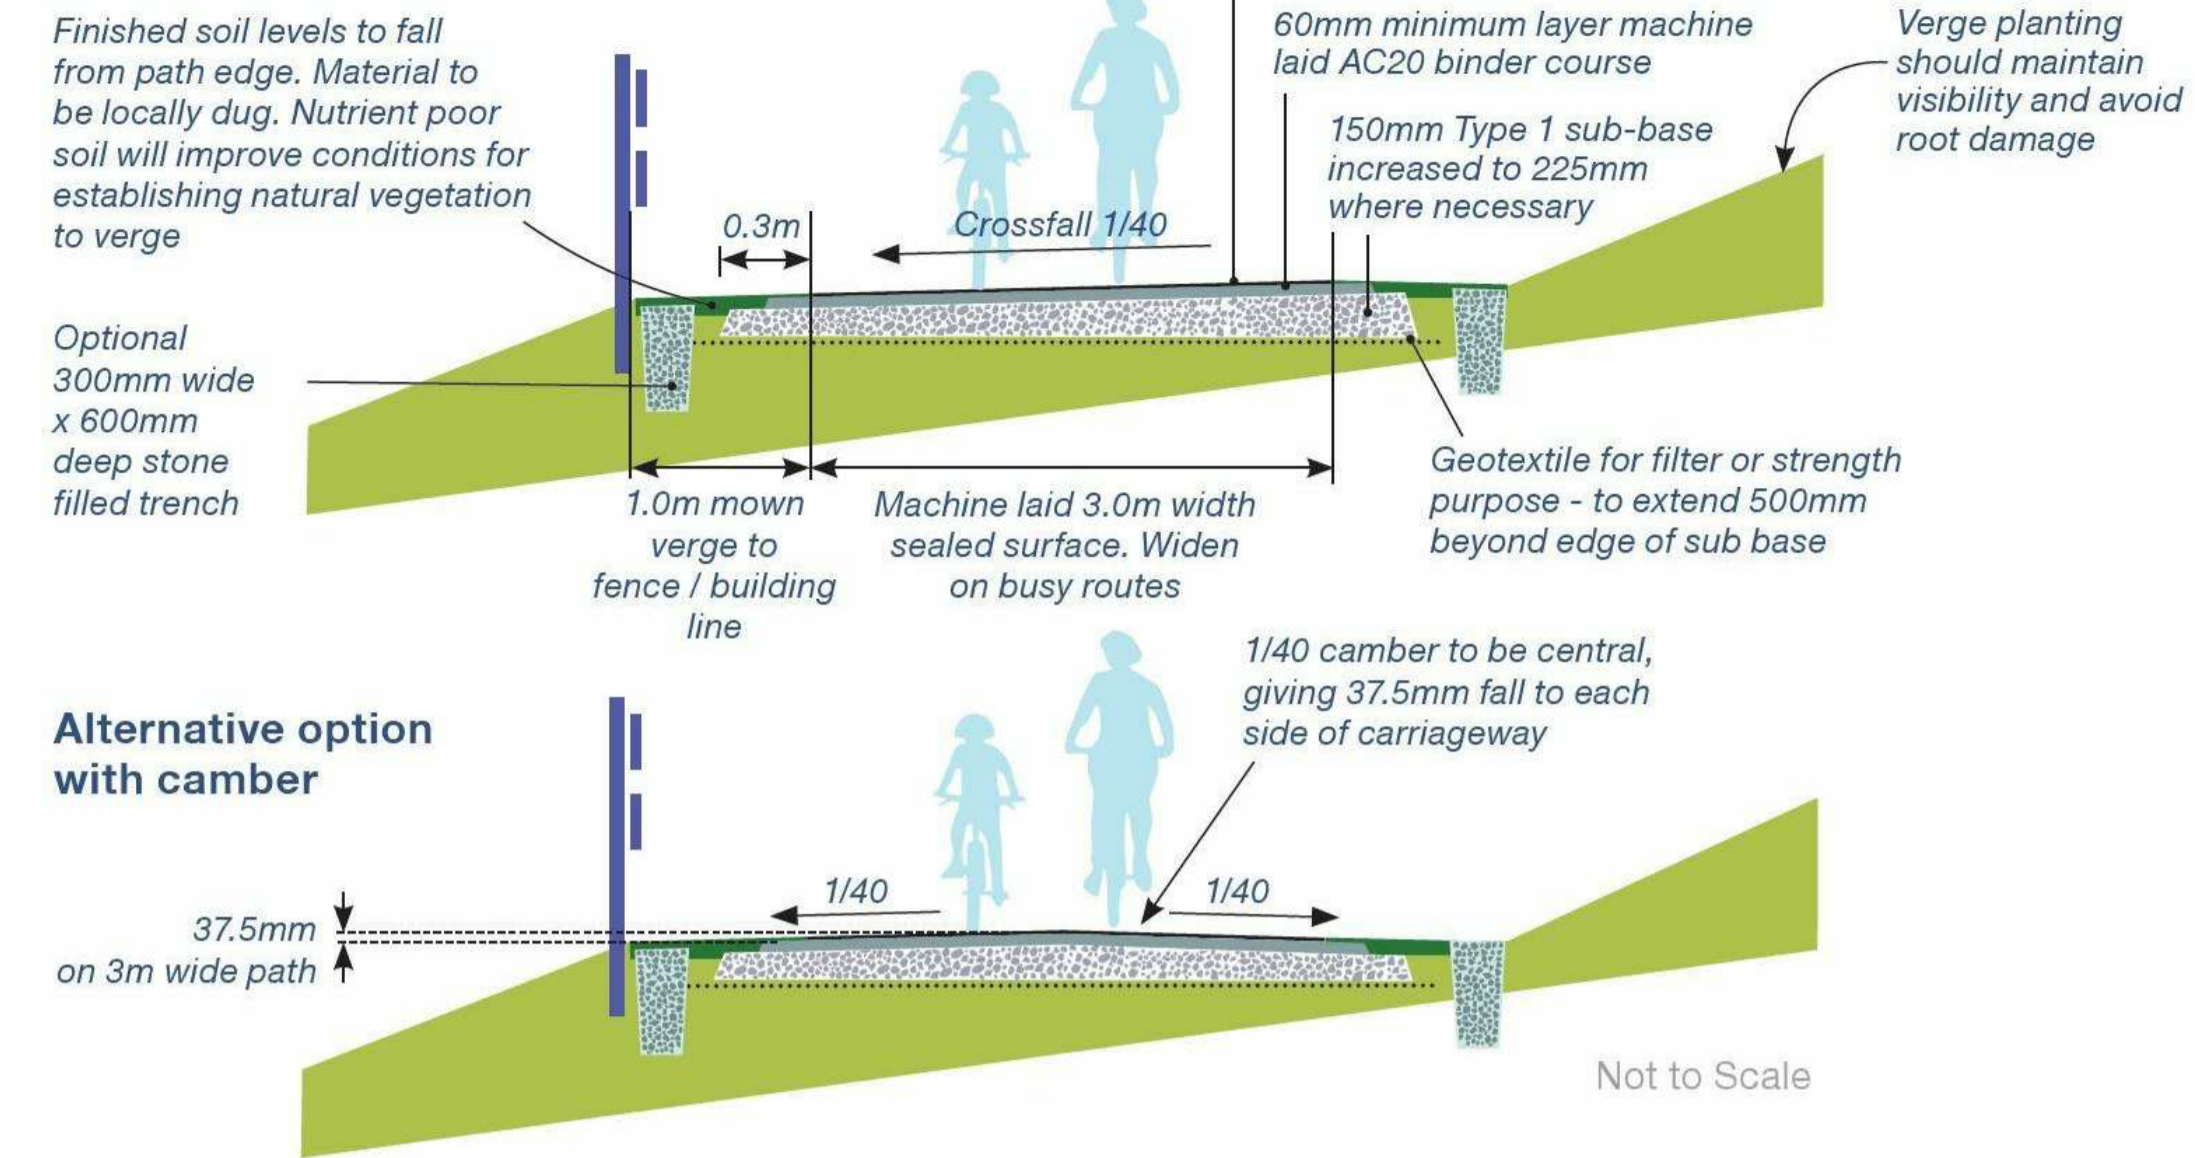 Finished soil levels to fall
from path edge. Material to
be locally dug. Nutrient poor
soil will improve conditions for
establishing natural vegetation
to verge
60mm minimum layer machine
laid AC20 binder course
150mm Type 1 sub-base
increased to 225mm
where necessary
Verge planting
should maintain
visibility and avoid
root damage
0.3m
Crossfall 1/40
Optional
300mm wide
x 600mm
deep stone
filled trench
1.0m mown
verge to
fence / building
line
Machine laid 3.0m width
sealed surface. Widen
on busy routes
Geotextile for filter or strength
purpose - to extend 500mm
beyond edge of sub base
Alternative option
with camber
1/40 camber to be central,
giving 37.5mm fall to each
side of carriageway
1/40
1/40
37.5mm
on 3m wide path
Not to Scale